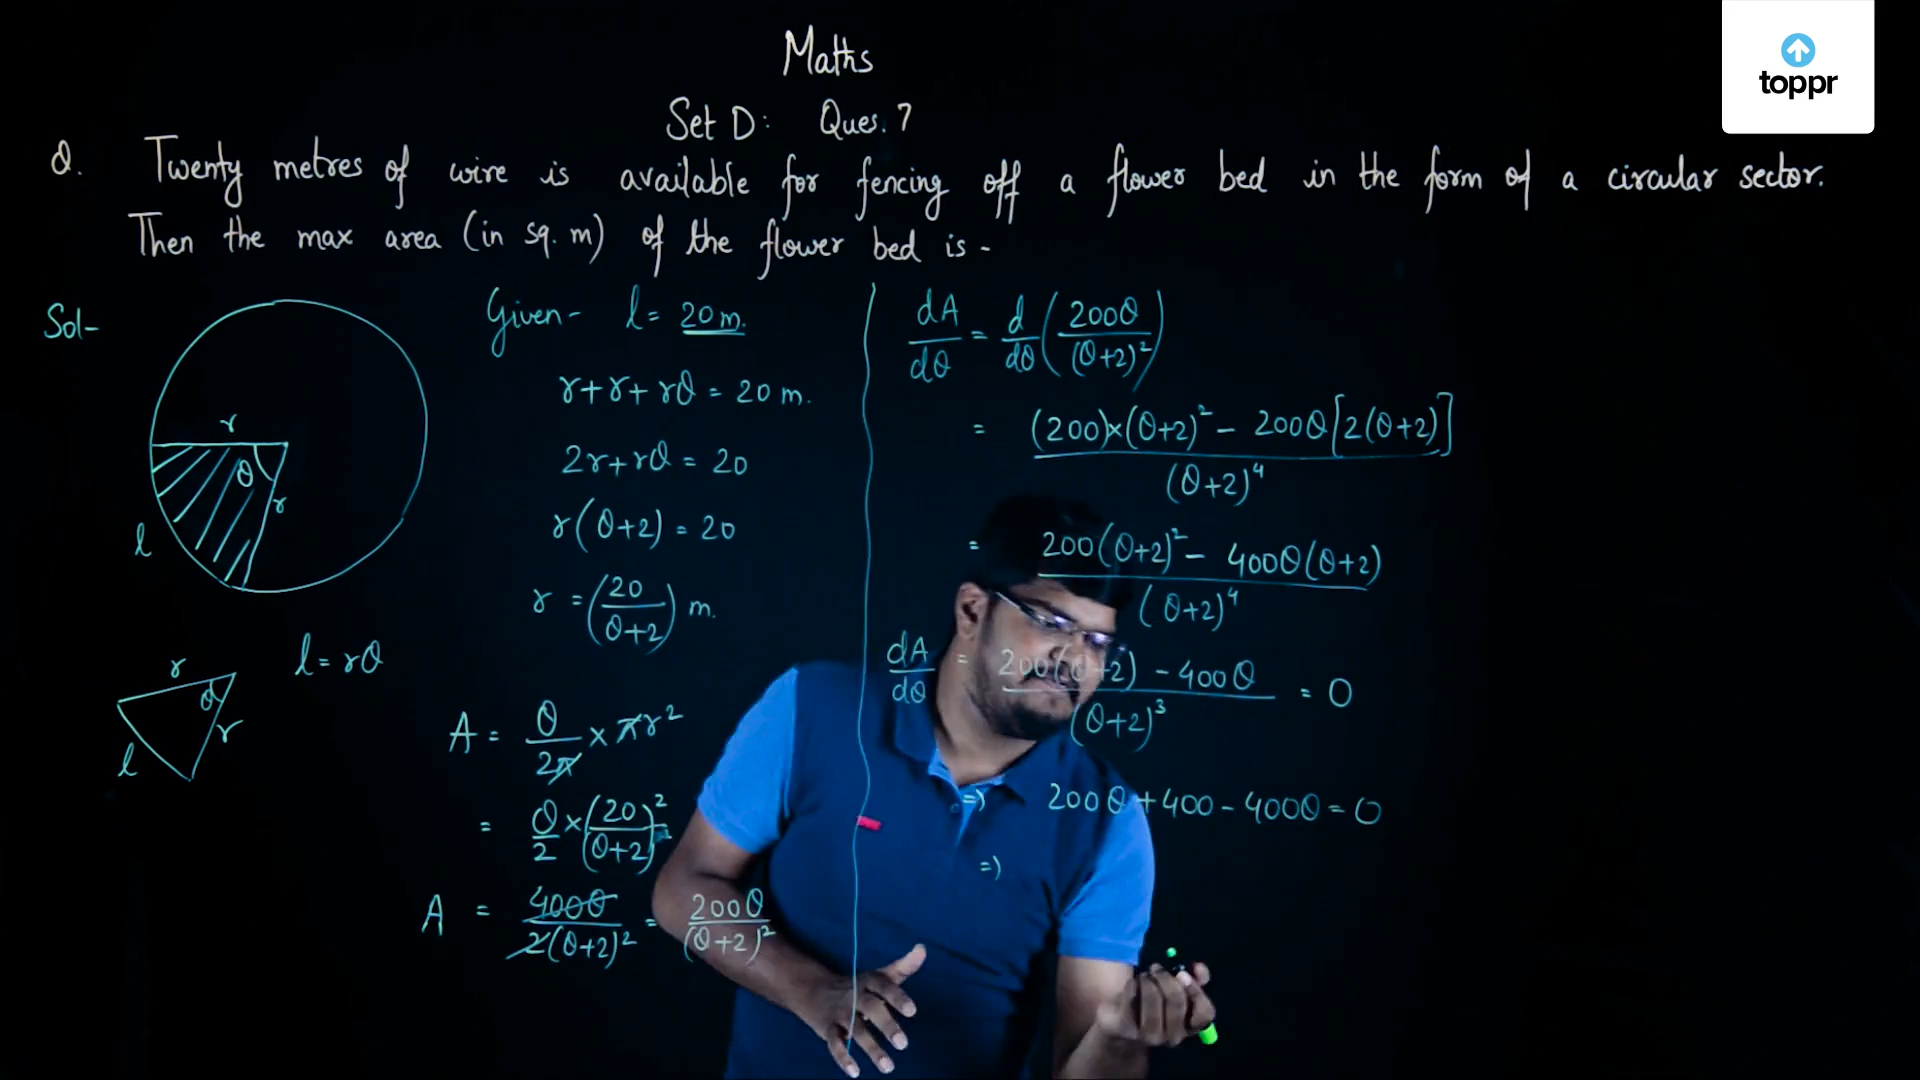 toppr
Maths
Set D: Ques. 7
Q. Twenty metres of wire is available for fencing off a flower bed in the form of a circular sector.
Then the max area (in sq. m) of the flower bed is -
Sol-
r
θ
r
l
l = rθ
r
θ
r
l
Given- l = 20 m.
r + r + rθ = 20 m.
2r + rθ = 20
r(θ+2) = 20
r = (20/(θ+2)) m.
A = θ/2π × πr²
= θ/2 × (20/(θ+2))²
A = 400θ/2(θ+2)² = 200θ/(θ+2)²
dA/dθ = d/dθ (200θ/(θ+2)²)
= (200)×(θ+2)² - 200θ[2(θ+2)] / (θ+2)⁴
= 200(θ+2)² - 400θ(θ+2) / (θ+2)⁴
dA/dθ = 200(θ+2) - 400θ / (θ+2)³ = 0
=) 200θ + 400 - 400θ = 0
=)